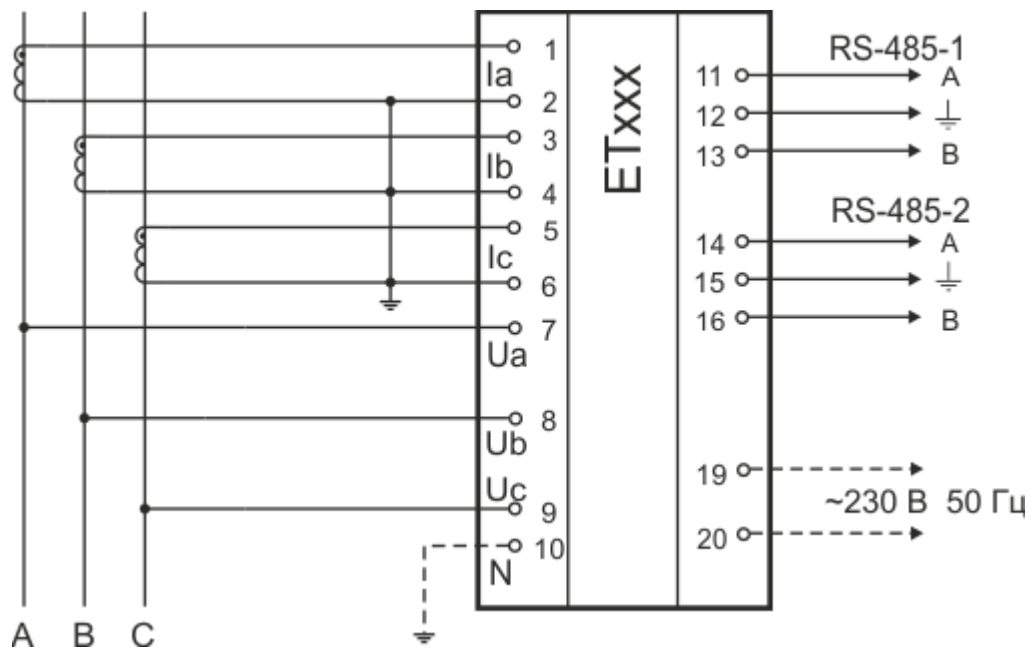 1
Ia
2
3
Ib
4
5
Ic
6
7
Ua
8
Ub
Uc
9
10
N
A B C
ETxxx
RS-485-1
11 A
12
13 B
RS-485-2
14 A
15
16 B
19
~230 В 50 Гц
20